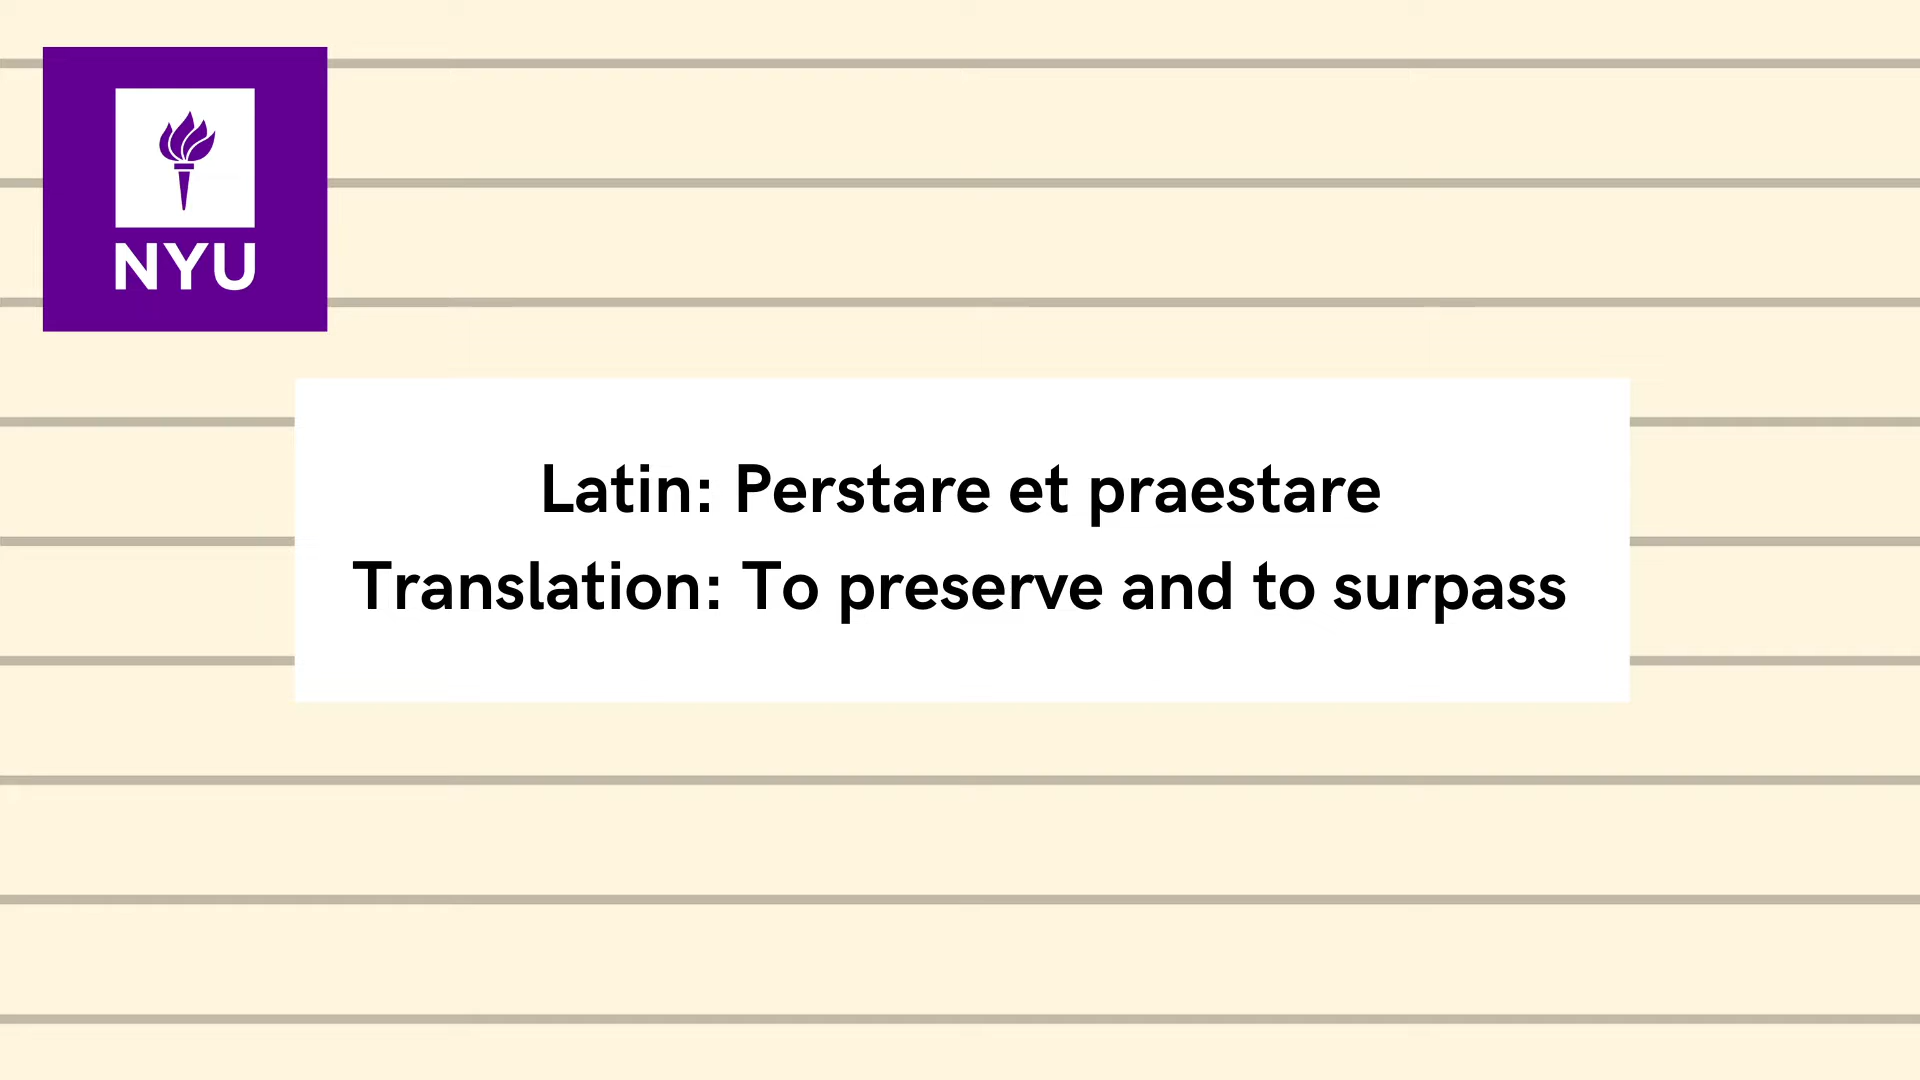 NYU
Latin: Perstare et praestare
Translation: To preserve and to surpass